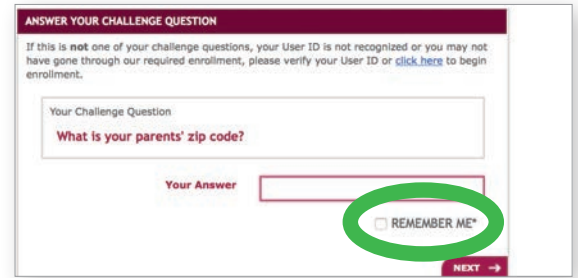 ANSWER YOUR CHALLENGE QUESTION
If this is not one of your challenge questions, your User ID is not recognized or you may not
have gone through our required enrollment, please verify your User ID or click here to begin
enrollment.
Your Challenge Question
What is your parents' zip code?
Your Answer
REMEMBER ME*
NEXT →